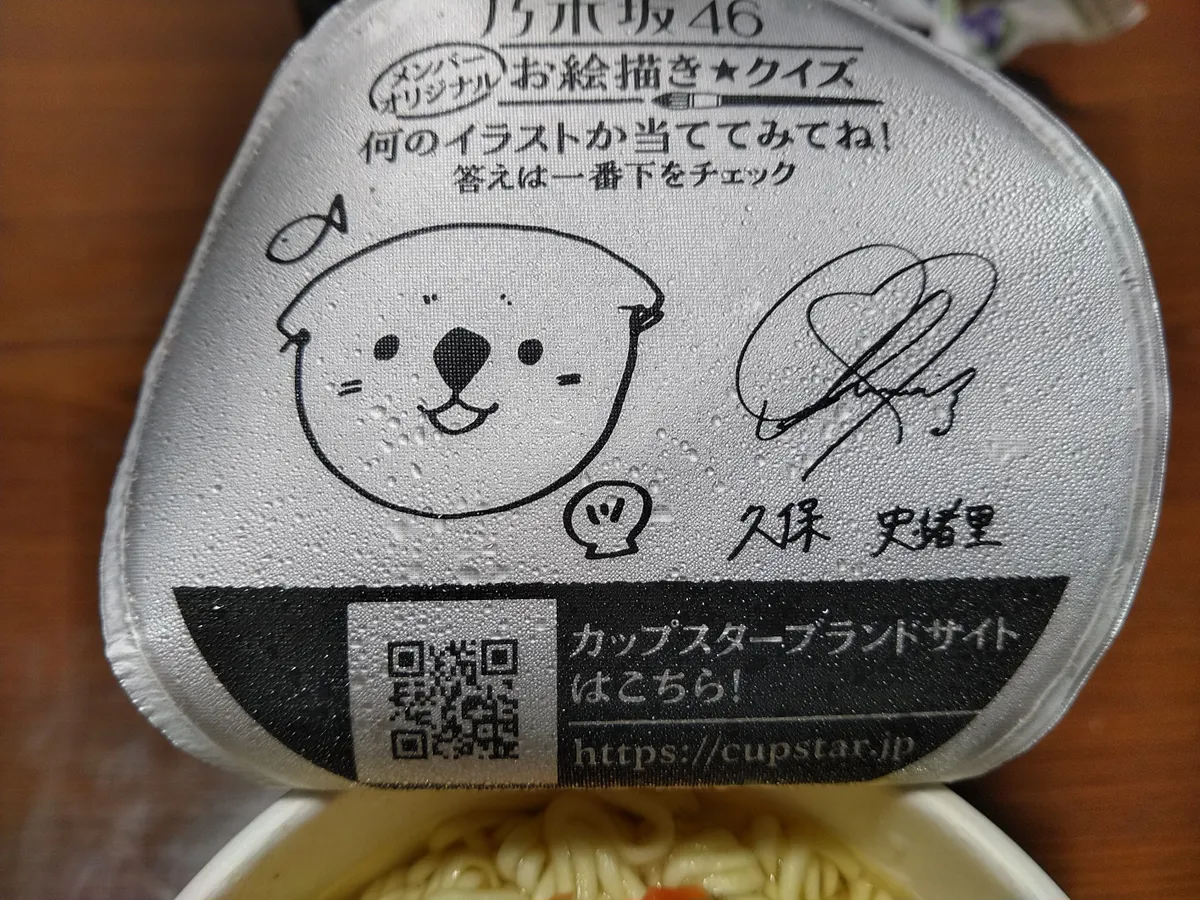 乃木坂46
メンバー
オリジナル
お絵描き★クイズ
何のイラストか当ててみてね!
答えは一番下をチェック
久保 史緒里
カップスターブランドサイト
はこちら!
https://cupstar.jp